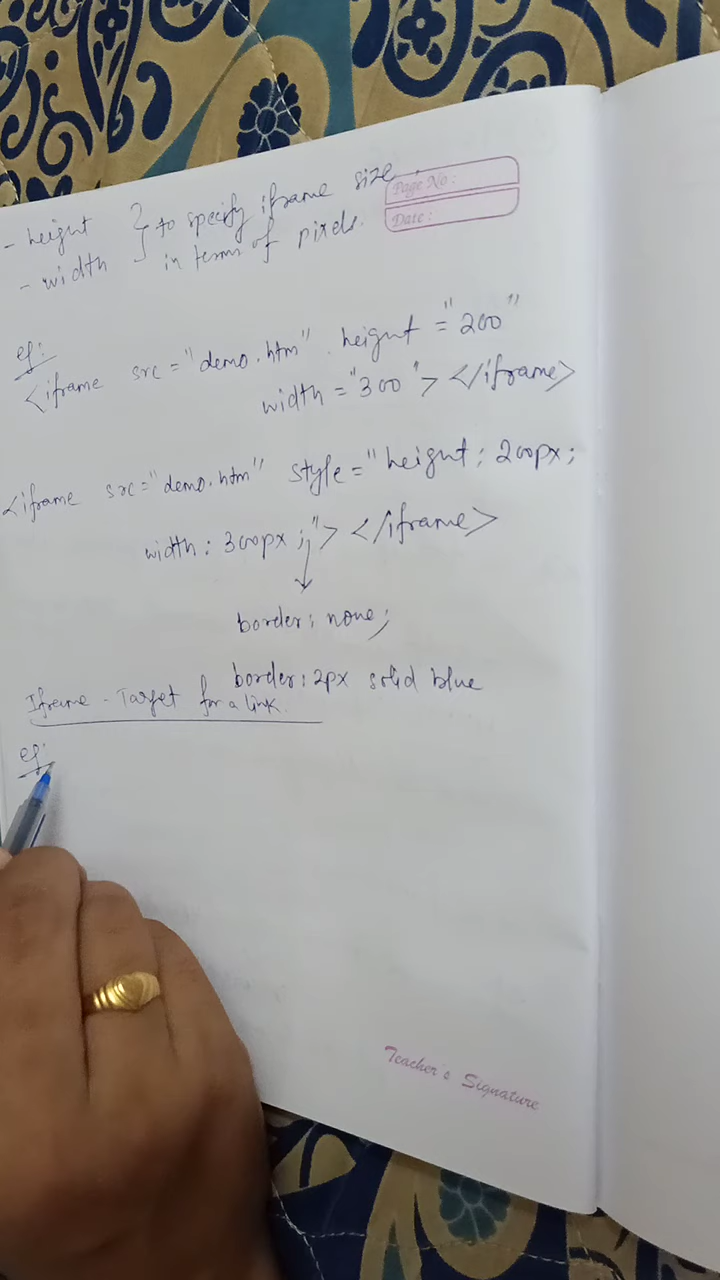 Page No :
Date :
- height } to specify iframe size
- width } in terms of pixels.
eg:
<iframe src="demo.htm" height="200"
width="300"></iframe>
<iframe src="demo.htm" style="height: 200px;
width: 300px;"></iframe>
border: none;
border: 2px solid blue
Iframe - Target for a link.
eg:
Teacher's Signature